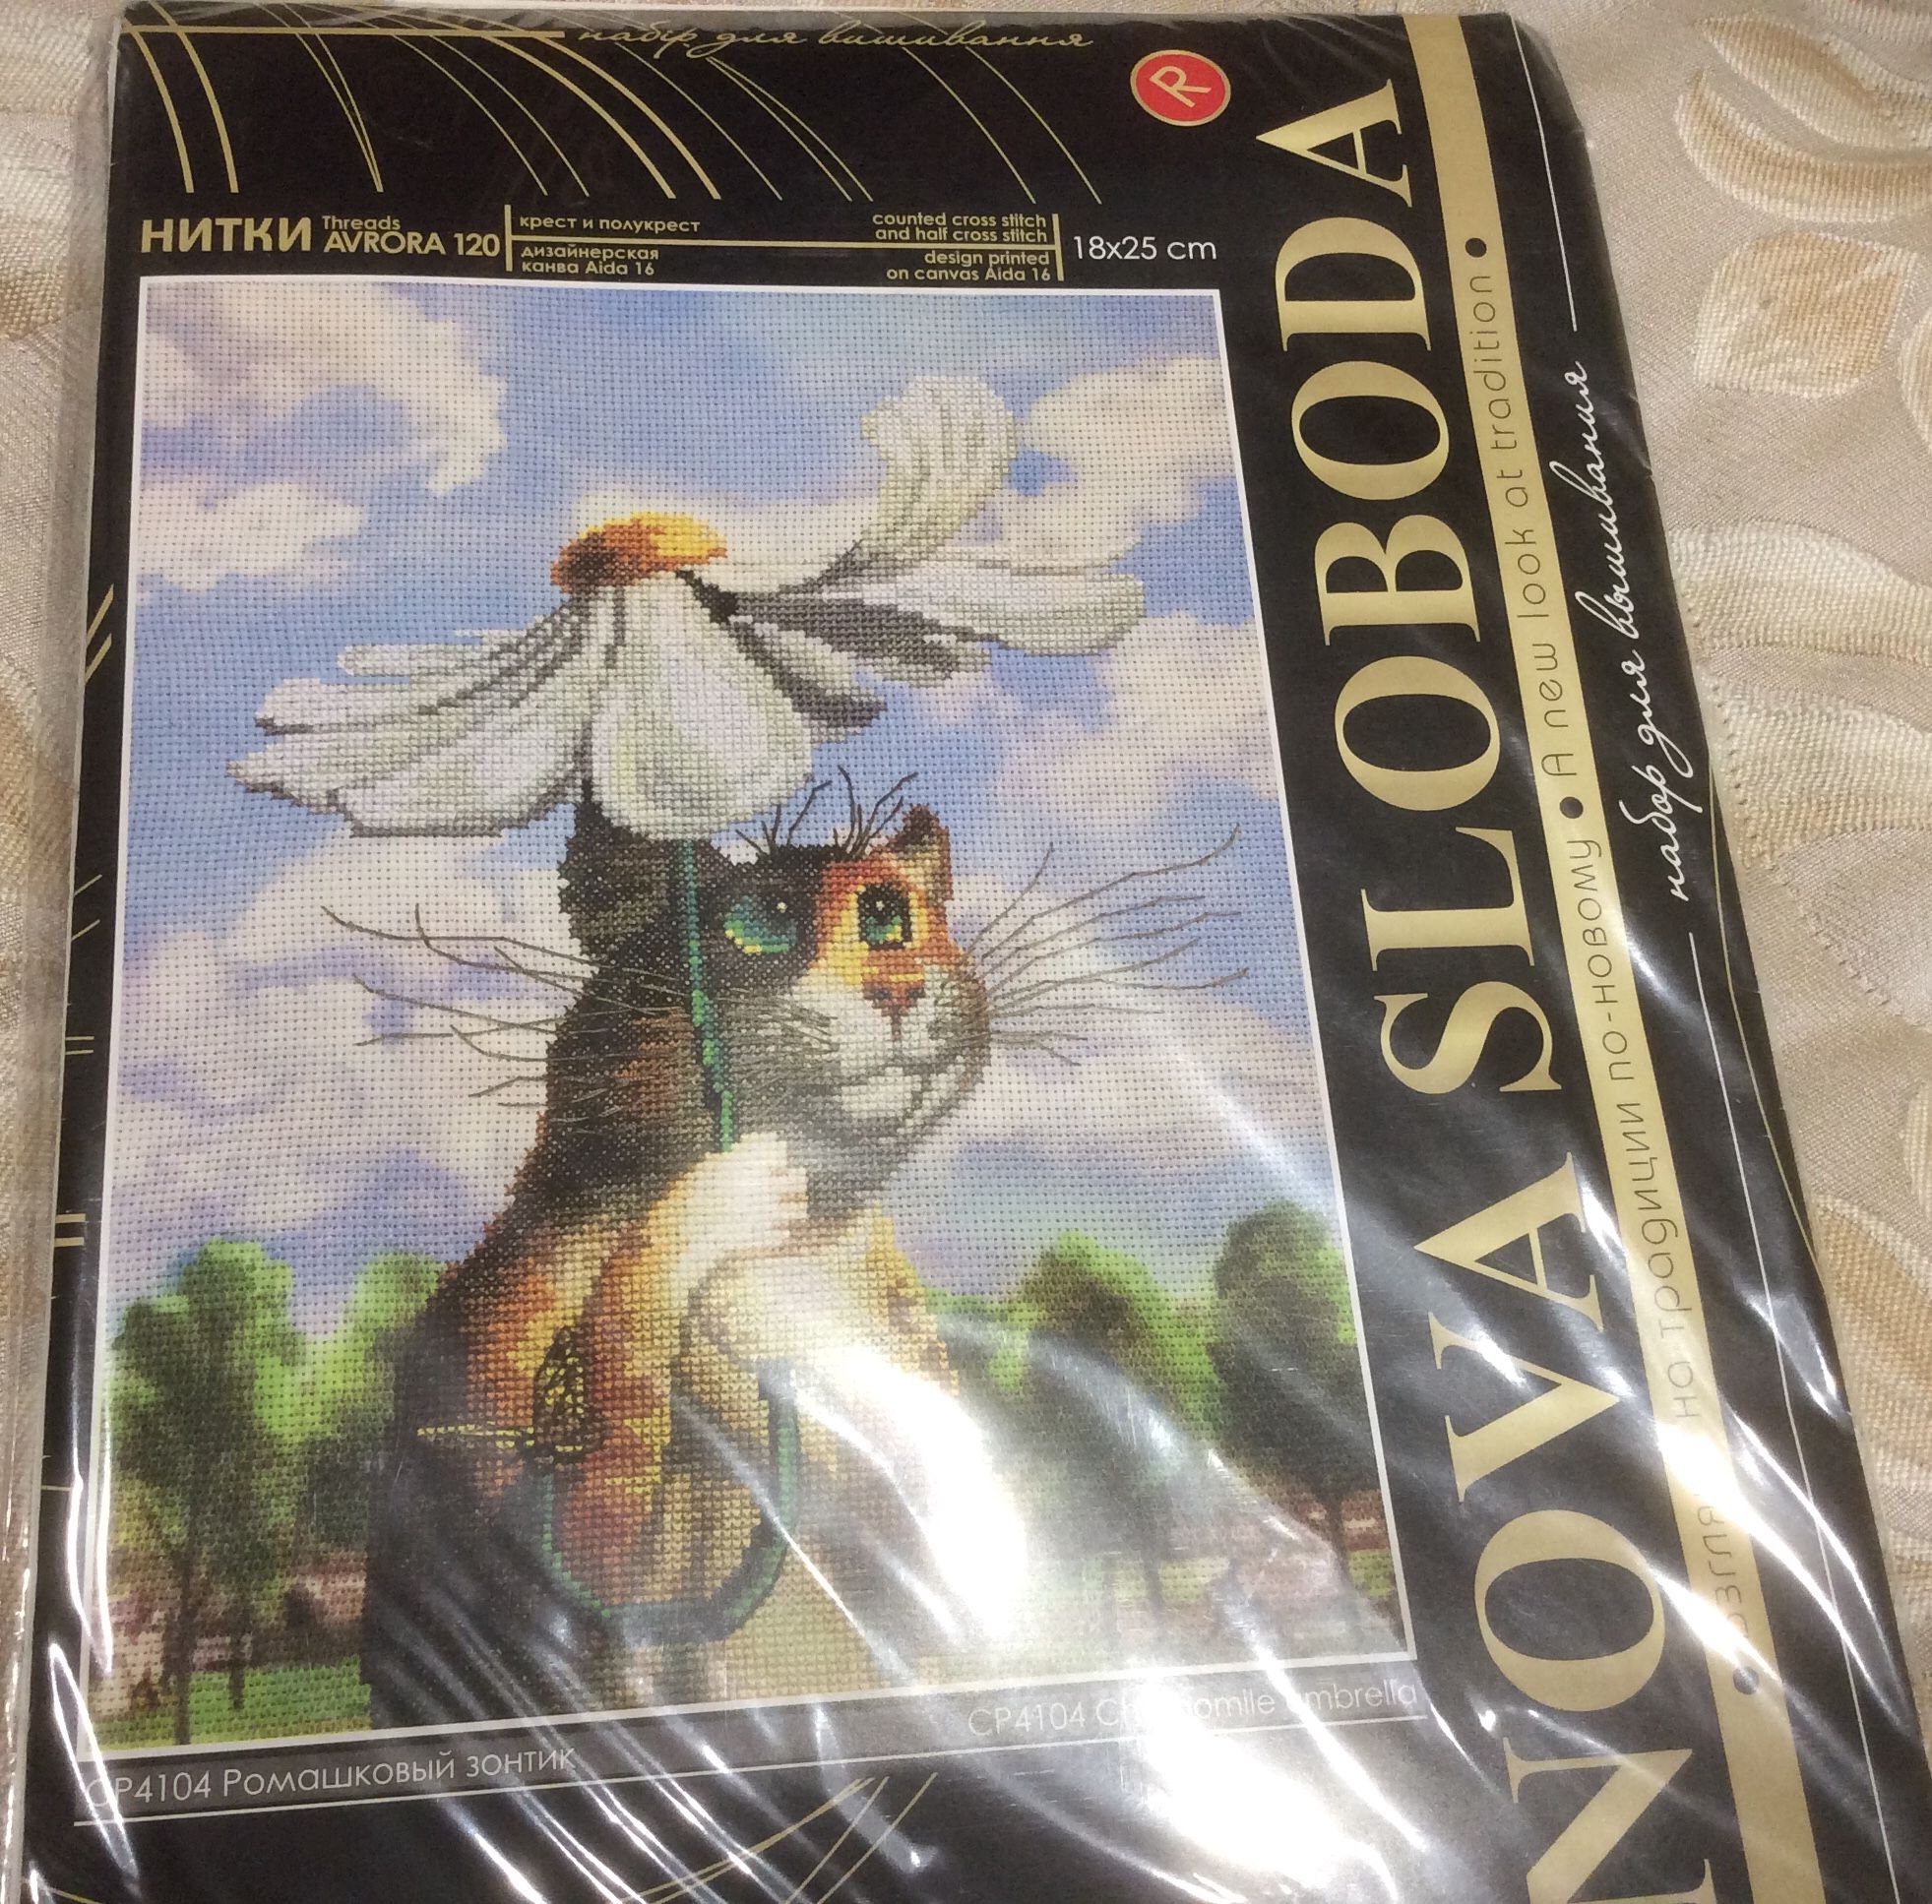 набір для вишивання
R
НИТКИ Threads AVRORA 120
крест и полукрест
дизайнерская
канва Aida 16
counted cross stitch
and half cross stitch
design printed
on canvas Aida 16
18x25 cm
NOVA SLOBODA
на традиции по-новому • A new look at tradition •
набор для вышивания
CP4104 umbrella
CP4104 Ромашковый зонтик